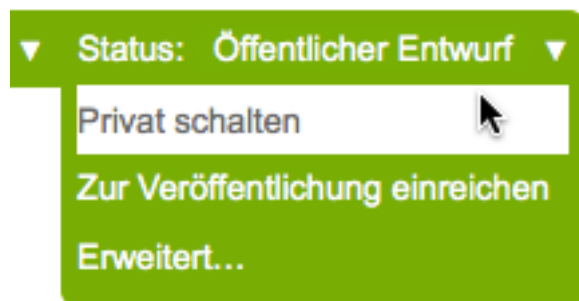 ▼ Status: Öffentlicher Entwurf ▼
Privat schalten
Zur Veröffentlichung einreichen
Erweitert...